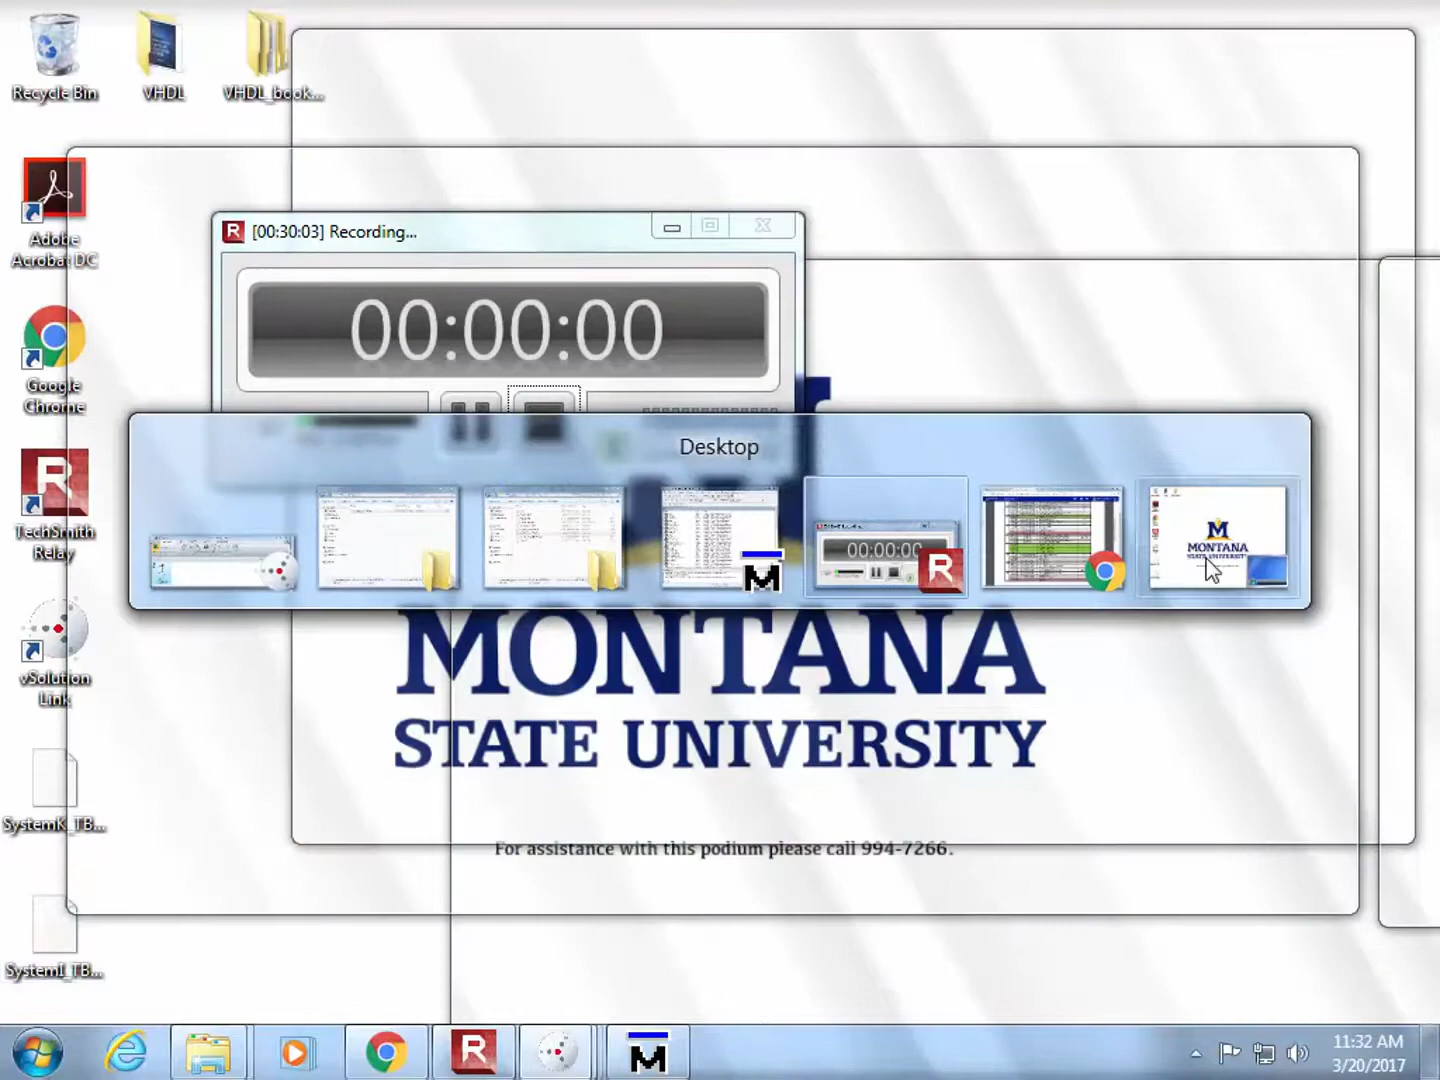 Recycle Bin
VHDL
VHDL_book...
Adobe
Acrobat DC
Google
Chrome
TechSmith
Relay
vSolution
Link
SystemK_TB...
SystemI_TB...
[00:30:03] Recording...
00:00:00
Desktop
00:00:00
MONTANA
MONTANA
STATE UNIVERSITY
For assistance with this podium please call 994-7266.
11:32 AM
3/20/2017